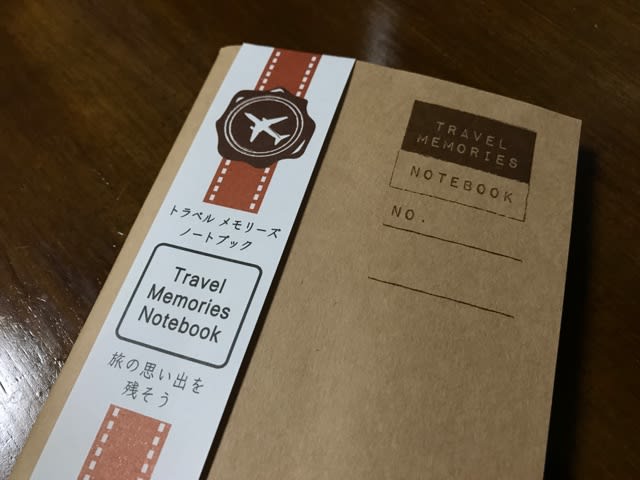 トラベル メモリーズ
ノートブック
Travel
Memories
Notebook
旅の思い出を
残そう
TRAVEL
MEMORIES
NOTEBOOK
NO.